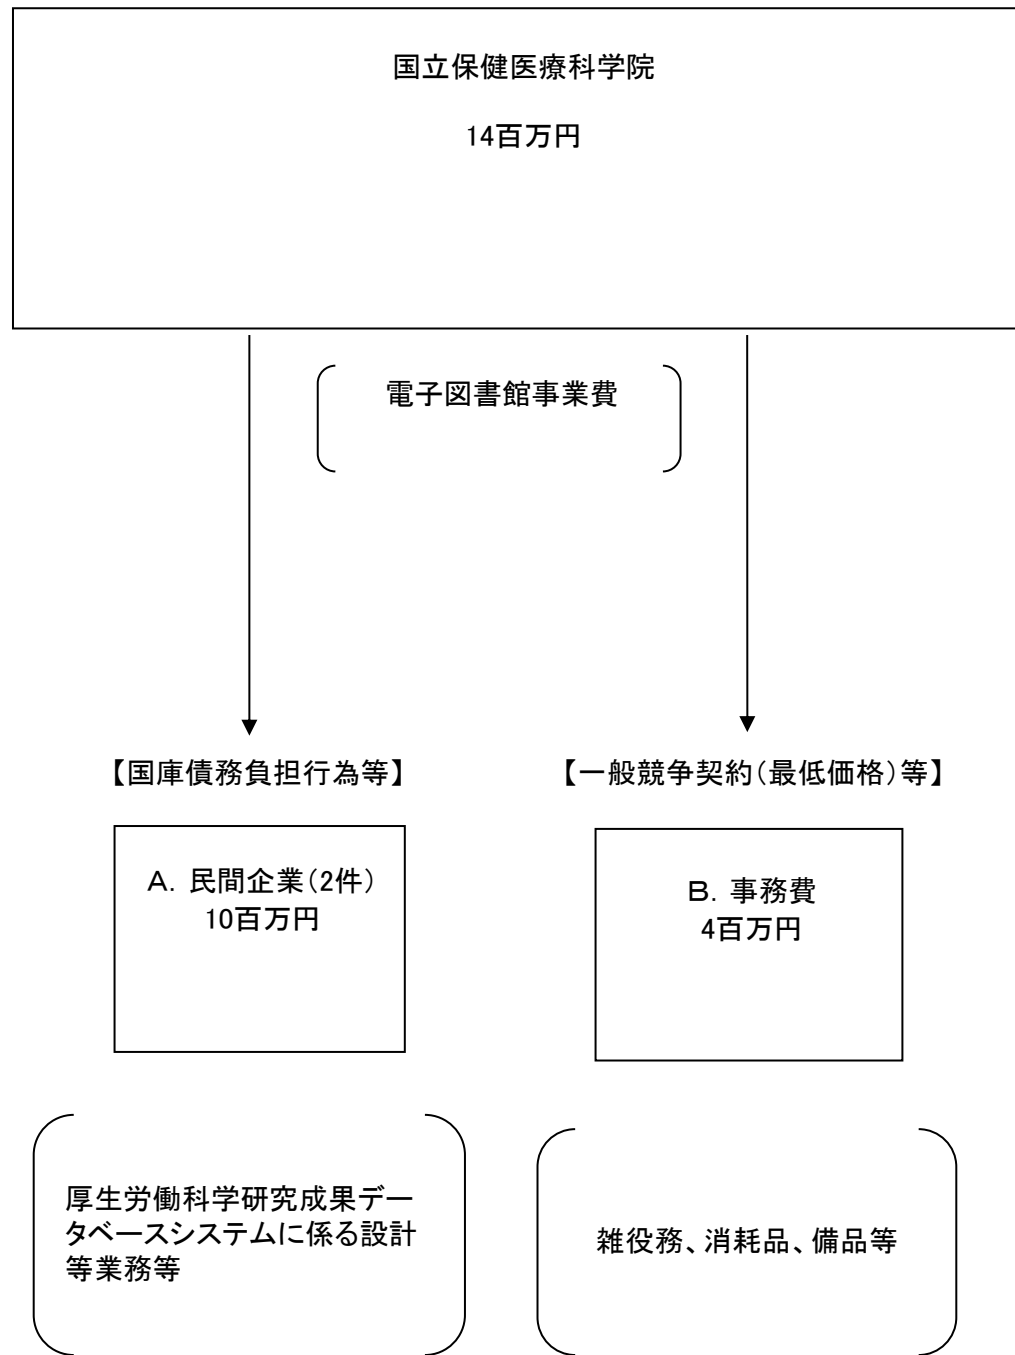 国立保健医療科学院
14百万円
電子図書館事業費
【国庫債務負担行為等】
【一般競争契約(最低価格)等】
A. 民間企業(2件)
10百万円
B. 事務費
4百万円
厚生労働科学研究成果デー
タベースシステムに係る設計
等業務等
雑役務、消耗品、備品等